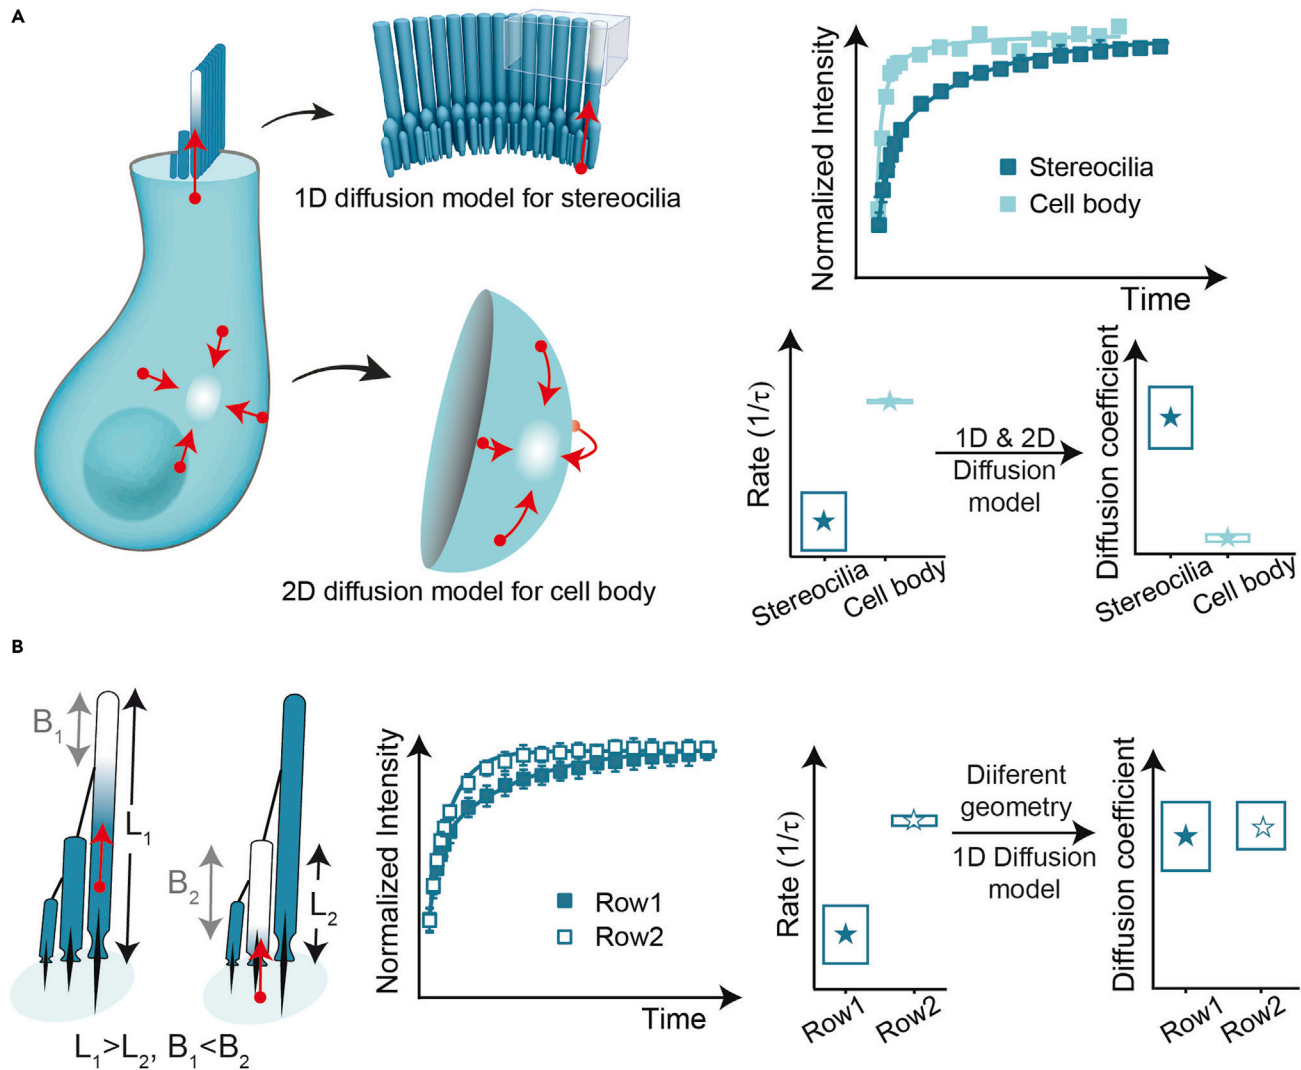 A
1D diffusion model for stereocilia
2D diffusion model for cell body
Normalized Intensity
Stereocilia
Cell body
Time
Rate (1/τ)
Stereocilia
Cell body
1D & 2D
Diffusion
model
Diffusion coefficient
Stereocilia
Cell body
B
B1
L1
B2
L2
L1>L2, B1<B2
Normalized Intensity
Row1
Row2
Time
Rate (1/τ)
Row1
Row2
Diiferent
geometry
1D Diffusion
model
Diffusion coefficient
Row1
Row2